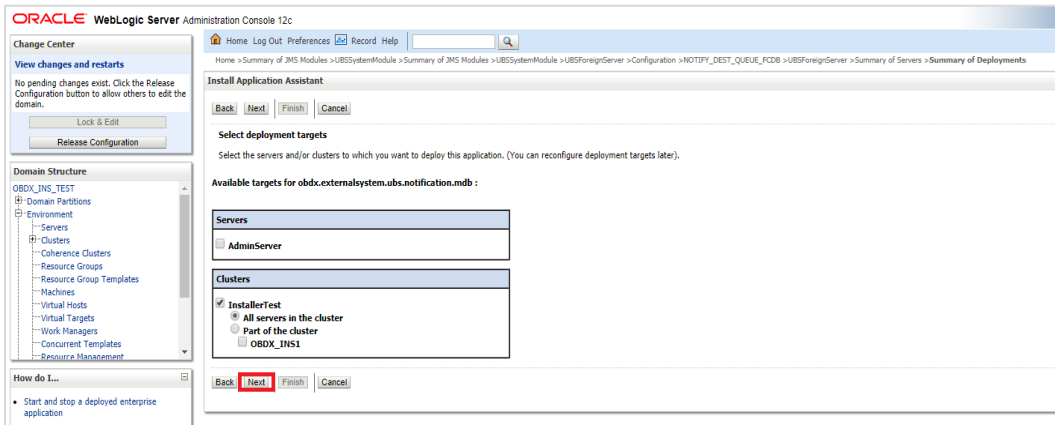 ORACLE WebLogic Server Administration Console 12c
Change Center
View changes and restarts
No pending changes exist. Click the Release
Configuration button to allow others to edit the
domain.
Lock & Edit
Release Configuration
Domain Structure
OBDX_INS_TEST
Domain Partitions
Environment
Servers
Clusters
Coherence Clusters
Resource Groups
Resource Group Templates
Machines
Virtual Hosts
Virtual Targets
Work Managers
Concurrent Templates
Resource Management
How do I...
Start and stop a deployed enterprise
application
Home Log Out Preferences Record Help
Home >Summary of JMS Modules >UBSSystemModule >Summary of JMS Modules >UBSSystemModule >UBSForeignServer >Configuration >NOTIFY_DEST_QUEUE_FCDB >UBSForeignServer >Summary of Servers >Summary of Deployments
Install Application Assistant
Back Next Finish Cancel
Select deployment targets
Select the servers and/or clusters to which you want to deploy this application. (You can reconfigure deployment targets later).
Available targets for obdx.externalsystem.ubs.notification.mdb :
Servers
AdminServer
Clusters
InstallerTest
All servers in the cluster
Part of the cluster
OBDX_INS1
Back Next Finish Cancel